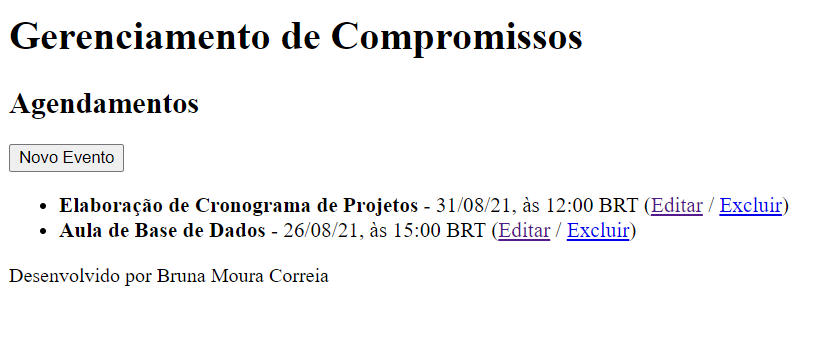 Gerenciamento de Compromissos
Agendamentos
Novo Evento
Elaboração de Cronograma de Projetos - 31/08/21, às 12:00 BRT (Editar / Excluir)
Aula de Base de Dados - 26/08/21, às 15:00 BRT (Editar / Excluir)
Desenvolvido por Bruna Moura Correia